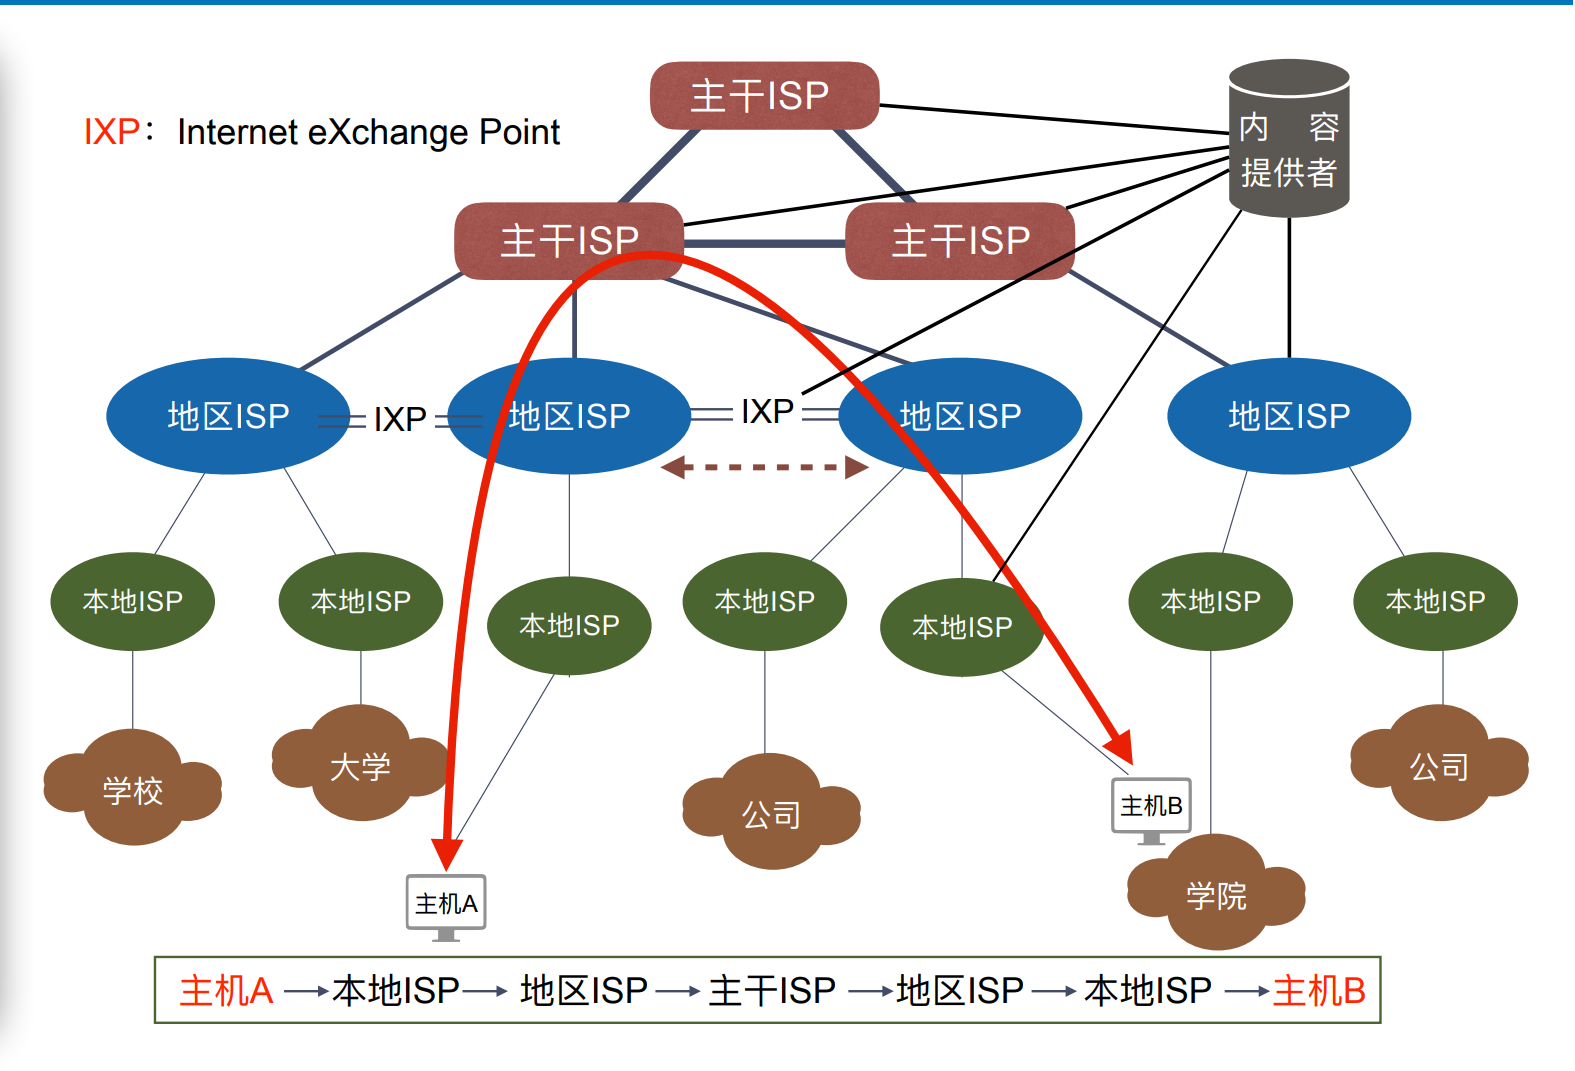 主干ISP
IXP：Internet eXchange Point
内 容
提供者
主干ISP
主干ISP
地区ISP
IXP
地区ISP
IXP
地区ISP
地区ISP
本地ISP
本地ISP
本地ISP
本地ISP
本地ISP
本地ISP
本地ISP
学校
大学
公司
主机B
公司
主机A
学院
主机A 本地ISP 地区ISP 主干ISP 地区ISP 本地ISP 主机B